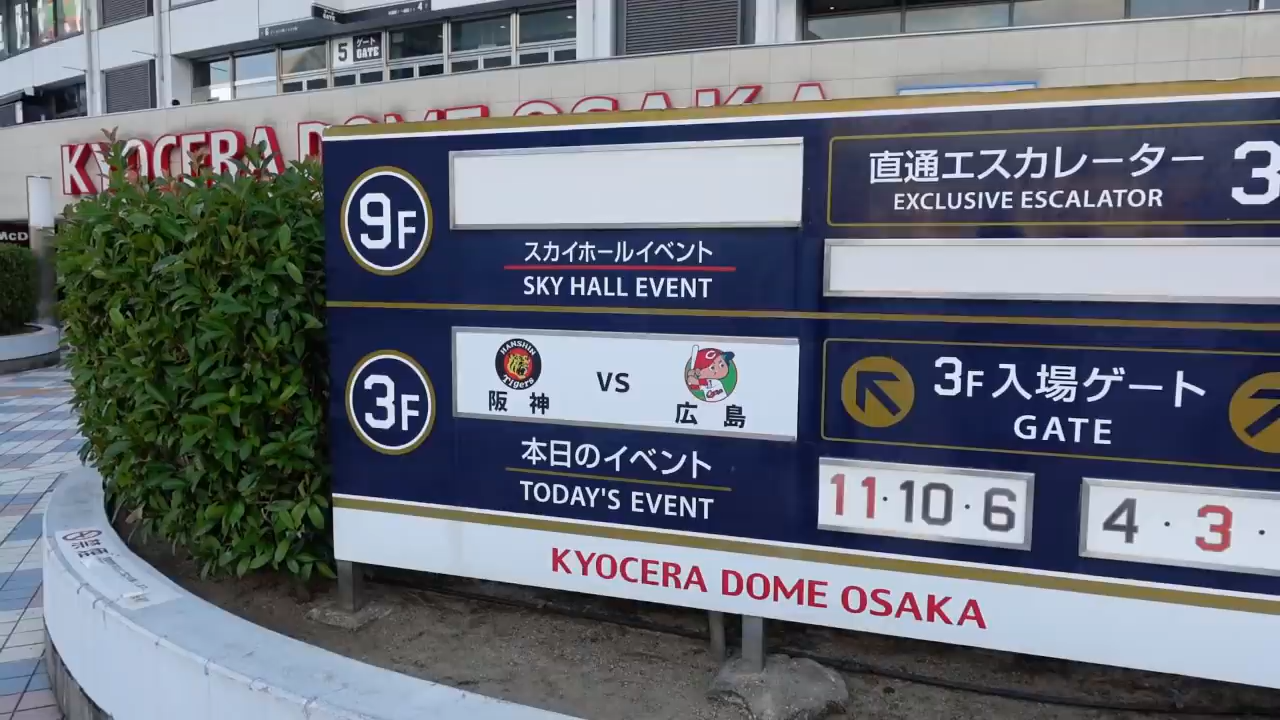 5 ゲート GATE
KYOCERA DOME OSAKA
McD
9F
スカイホールイベント
SKY HALL EVENT
直通エスカレーター 3
EXCLUSIVE ESCALATOR
3F
HANSHIN Tigers
阪神
VS
広島
本日のイベント
TODAY'S EVENT
3F入場ゲート
GATE
11・10・6
4・3・
KYOCERA DOME OSAKA